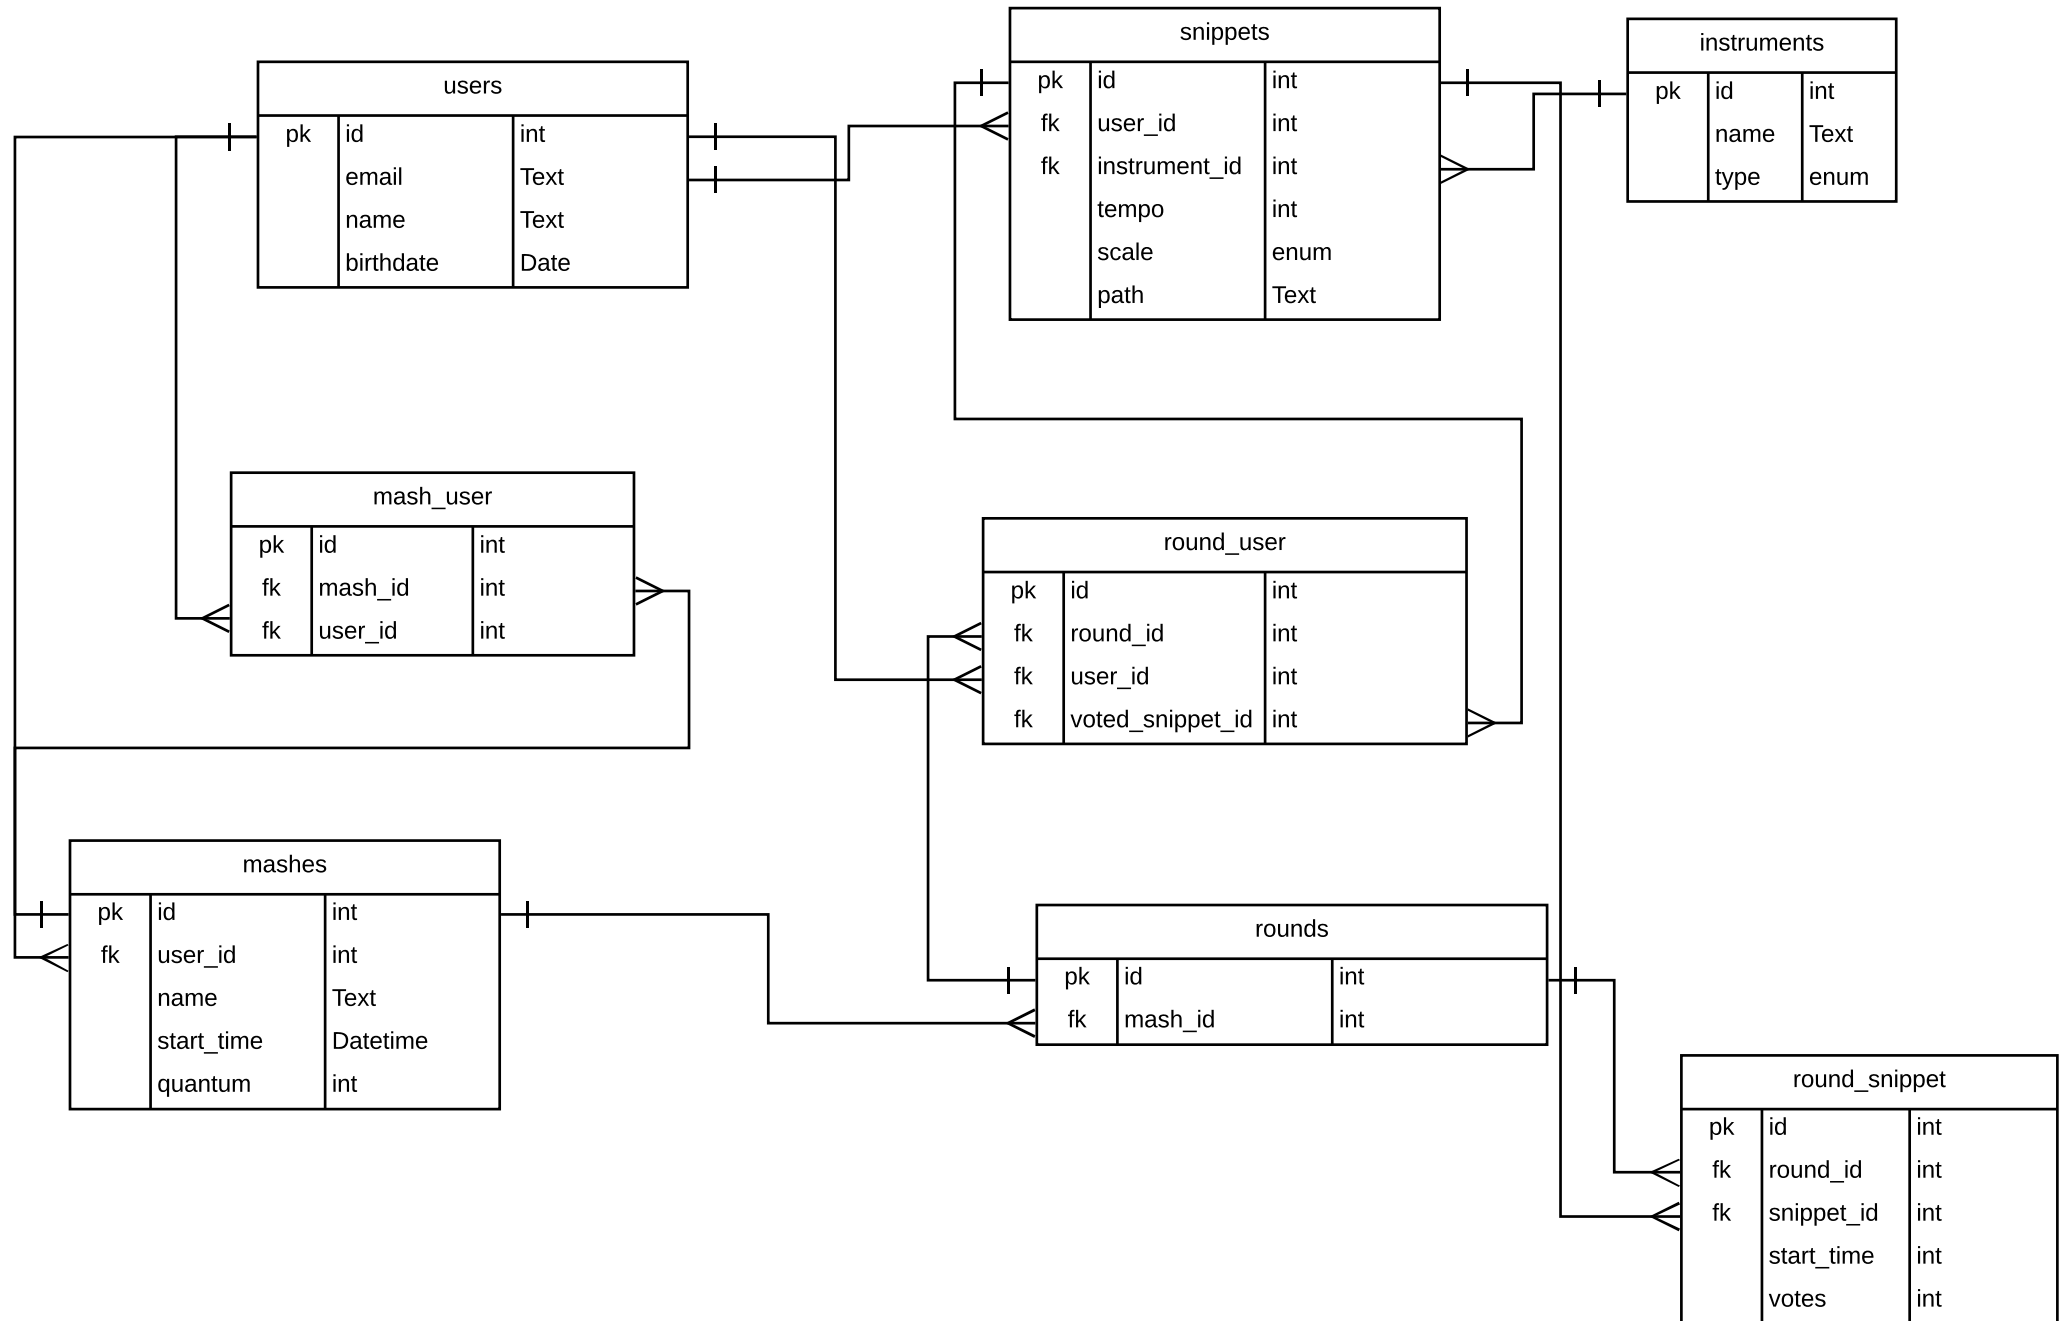 snippets
pk id int
fk user_id int
fk instrument_id int
tempo int
scale enum
path Text
instruments
pk id int
name Text
type enum
users
pk id int
email Text
name Text
birthdate Date
mash_user
pk id int
fk mash_id int
fk user_id int
round_user
pk id int
fk round_id int
fk user_id int
fk voted_snippet_id int
mashes
pk id int
fk user_id int
name Text
start_time Datetime
quantum int
rounds
pk id int
fk mash_id int
round_snippet
pk id int
fk round_id int
fk snippet_id int
start_time int
votes int